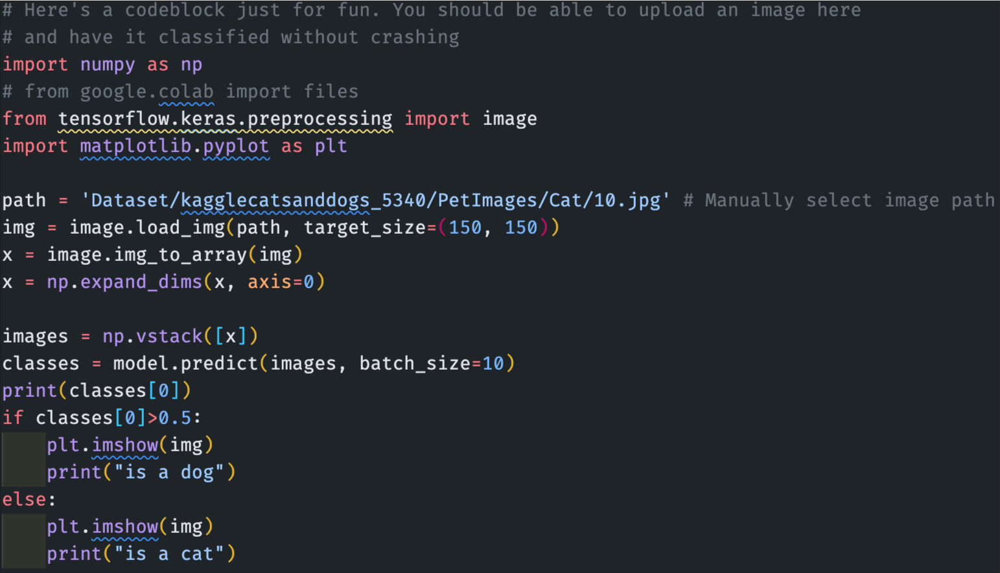 # Here's a codeblock just for fun. You should be able to upload an image here
# and have it classified without crashing
import numpy as np
# from google.colab import files
from tensorflow.keras.preprocessing import image
import matplotlib.pyplot as plt

path = 'Dataset/kagglecatsanddogs_5340/PetImages/Cat/10.jpg' # Manually select image path
img = image.load_img(path, target_size=(150, 150))
x = image.img_to_array(img)
x = np.expand_dims(x, axis=0)

images = np.vstack([x])
classes = model.predict(images, batch_size=10)
print(classes[0])
if classes[0]>0.5:
    plt.imshow(img)
    print("is a dog")
else:
    plt.imshow(img)
    print("is a cat")